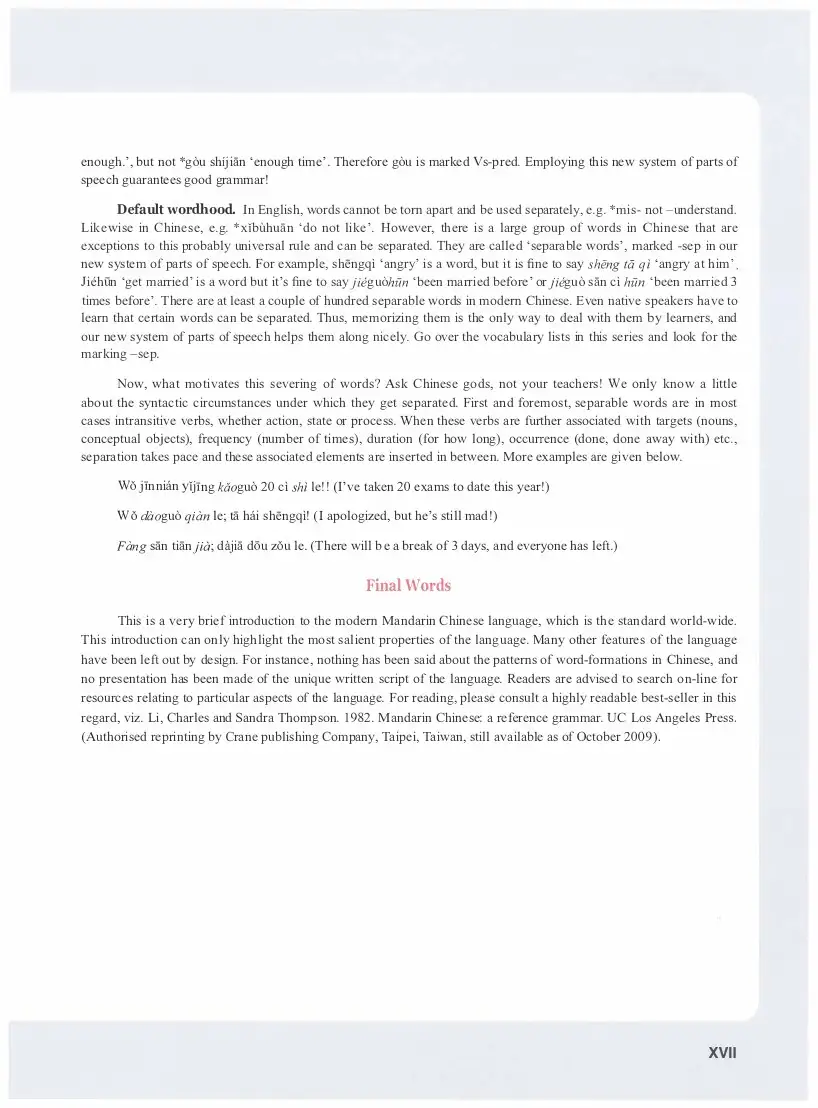 enough.’, but not *gòu shíjiān ‘enough time’. Therefore gòu is marked Vs-pred. Employing this new system of parts of
speech guarantees good grammar!
Default wordhood. In English, words cannot be torn apart and be used separately, e.g. *mis- not –understand.
Likewise in Chinese, e.g. *xǐbùhuān ‘do not like’. However, there is a large group of words in Chinese that are
exceptions to this probably universal rule and can be separated. They are called ‘separable words’, marked -sep in our
new system of parts of speech. For example, shēngqì ‘angry’ is a word, but it is fine to say shēng tā qì ‘angry at him’.
Jiéhūn ‘get married’ is a word but it’s fine to say jiéguòhūn ‘been married before’ or jiéguò sān cì hūn ‘been married 3
times before’. There are at least a couple of hundred separable words in modern Chinese. Even native speakers have to
learn that certain words can be separated. Thus, memorizing them is the only way to deal with them by learners, and
our new system of parts of speech helps them along nicely. Go over the vocabulary lists in this series and look for the
marking –sep.
Now, what motivates this severing of words? Ask Chinese gods, not your teachers! We only know a little
about the syntactic circumstances under which they get separated. First and foremost, separable words are in most
cases intransitive verbs, whether action, state or process. When these verbs are further associated with targets (nouns,
conceptual objects), frequency (number of times), duration (for how long), occurrence (done, done away with) etc.,
separation takes pace and these associated elements are inserted in between. More examples are given below.
Wǒ jīnnián yǐjīng kǎoguò 20 cì shì le!! (I’ve taken 20 exams to date this year!)
Wǒ dàoguò qiàn le; tā hái shēngqì! (I apologized, but he’s still mad!)
Fàng sān tiān jià; dàjiā dōu zǒu le. (There will be a break of 3 days, and everyone has left.)
Final Words
This is a very brief introduction to the modern Mandarin Chinese language, which is the standard world-wide.
This introduction can only highlight the most salient properties of the language. Many other features of the language
have been left out by design. For instance, nothing has been said about the patterns of word-formations in Chinese, and
no presentation has been made of the unique written script of the language. Readers are advised to search on-line for
resources relating to particular aspects of the language. For reading, please consult a highly readable best-seller in this
regard, viz. Li, Charles and Sandra Thompson. 1982. Mandarin Chinese: a reference grammar. UC Los Angeles Press.
(Authorised reprinting by Crane publishing Company, Taipei, Taiwan, still available as of October 2009).
XVII